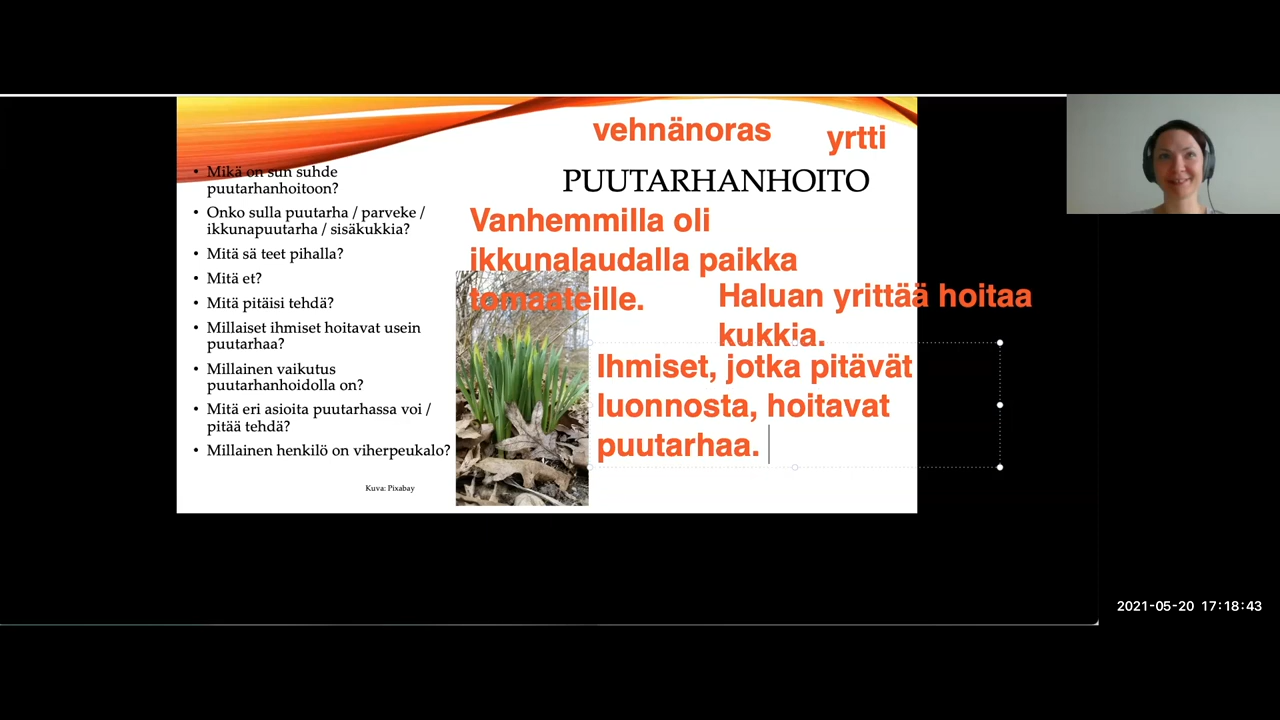 vehnänoras
yrtti
PUUTARHANHOITO
• Mikä on sun suhde
puutarhanhoitoon?
• Onko sulla puutarha / parveke /
ikkunapuutarha / sisäkukkia?
• Mitä sä teet pihalla?
• Mitä et?
• Mitä pitäisi tehdä?
• Millaiset ihmiset hoitavat usein
puutarhaa?
• Millainen vaikutus
puutarhanhoidolla on?
• Mitä eri asioita puutarhassa voi /
pitää tehdä?
• Millainen henkilö on viherpeukalo?
Kuva: Pixabay
Vanhemmilla oli
ikkunalaudalla paikka
tomaateille.
Haluan yrittää hoitaa
kukkia.
Ihmiset, jotka pitävät
luonnosta, hoitavat
puutarhaa.
2021-05-20 17:18:43